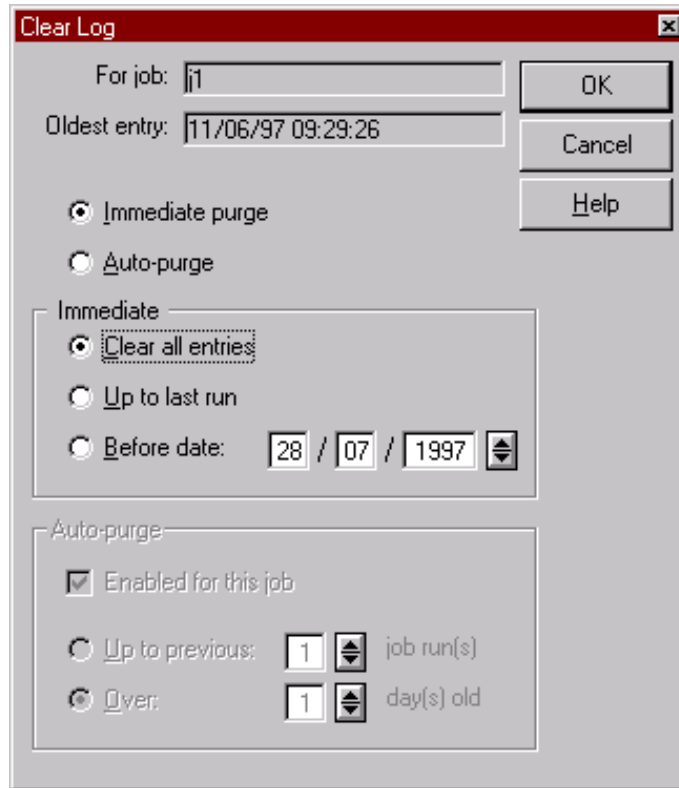 Clear Log
For job: j1
OK
Oldest entry: 11/06/97 09:29:26
Cancel
Help
Immediate purge
Auto-purge
Immediate
Clear all entries
Up to last run
Before date: 28 / 07 / 1997
Auto-purge
Enabled for this job
Up to previous: 1 job run(s)
Over: 1 day(s) old